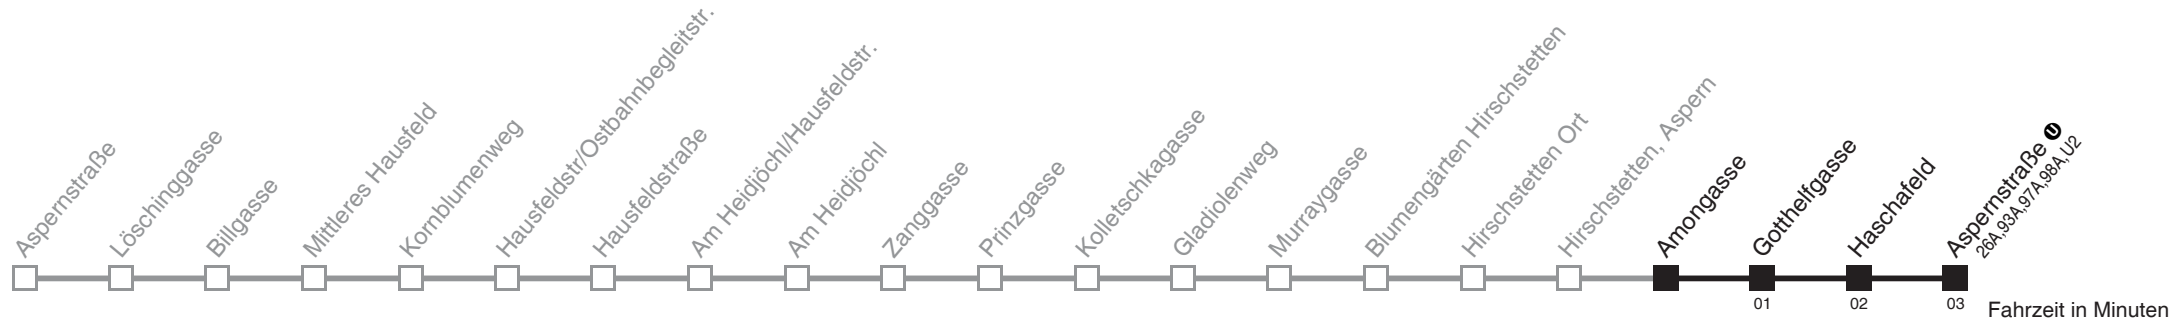 Aspernstraße
Löschinggasse
Billgasse
Mittleres Hausfeld
Kornblumenweg
Hausfeldstr/Ostbahnbegleitstr.
Hausfeldstraße
Am Heidjöchl/Hausfeldstr.
Am Heidjöchl
Zanggasse
Prinzgasse
Kolletschkagasse
Gladiolenweg
Murraygasse
Blumengärten Hirschstetten
Hirschstetten Ort
Hirschstetten, Aspern
Amongasse
Gotthelfgasse
Haschafeld
Aspernstraße U
26A,93A,97A,98A,U2
01 02 03 Fahrzeit in Minuten